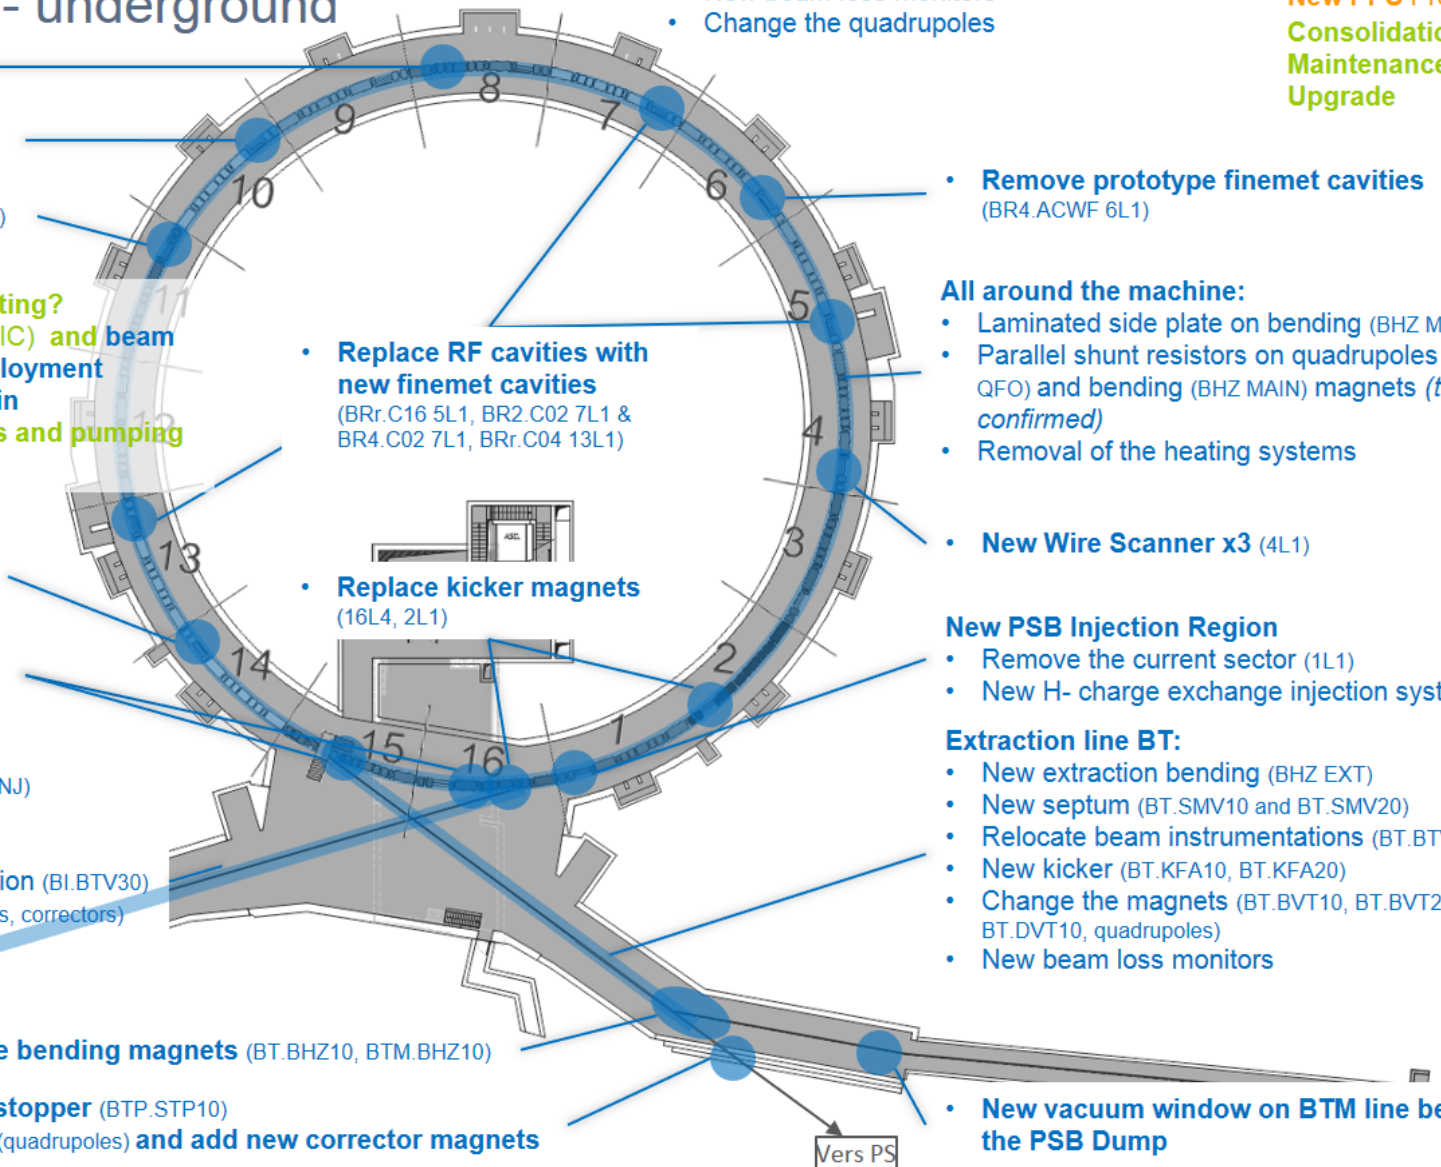 - underground
• Change the quadrupoles
Consolidatio
Maintenance
Upgrade
8
9
7
10
6
11
5
12
4
13
3
14
2
15
16
1
)
• Remove prototype finemet cavities
(BR4.ACWF 6L1)
ting?
IC) and beam
loyment
in
s and pumping
• Replace RF cavities with
new finemet cavities
(BRr.C16 5L1, BR2.C02 7L1 &
BR4.C02 7L1, BRr.C04 13L1)
All around the machine:
• Laminated side plate on bending (BHZ M
• Parallel shunt resistors on quadrupoles
QFO) and bending (BHZ MAIN) magnets (t
confirmed)
• Removal of the heating systems
ASC.
• New Wire Scanner x3 (4L1)
• Replace kicker magnets
(16L4, 2L1)
New PSB Injection Region
• Remove the current sector (1L1)
• New H- charge exchange injection syst
Extraction line BT:
• New extraction bending (BHZ EXT)
• New septum (BT.SMV10 and BT.SMV20)
• Relocate beam instrumentations (BT.BTV
• New kicker (BT.KFA10, BT.KFA20)
• Change the magnets (BT.BVT10, BT.BVT2
BT.DVT10, quadrupoles)
• New beam loss monitors
NJ)
ion (BI.BTV30)
s, correctors)
e bending magnets (BT.BHZ10, BTM.BHZ10)
stopper (BTP.STP10)
(quadrupoles) and add new corrector magnets
Vers PS
• New vacuum window on BTM line be
the PSB Dump